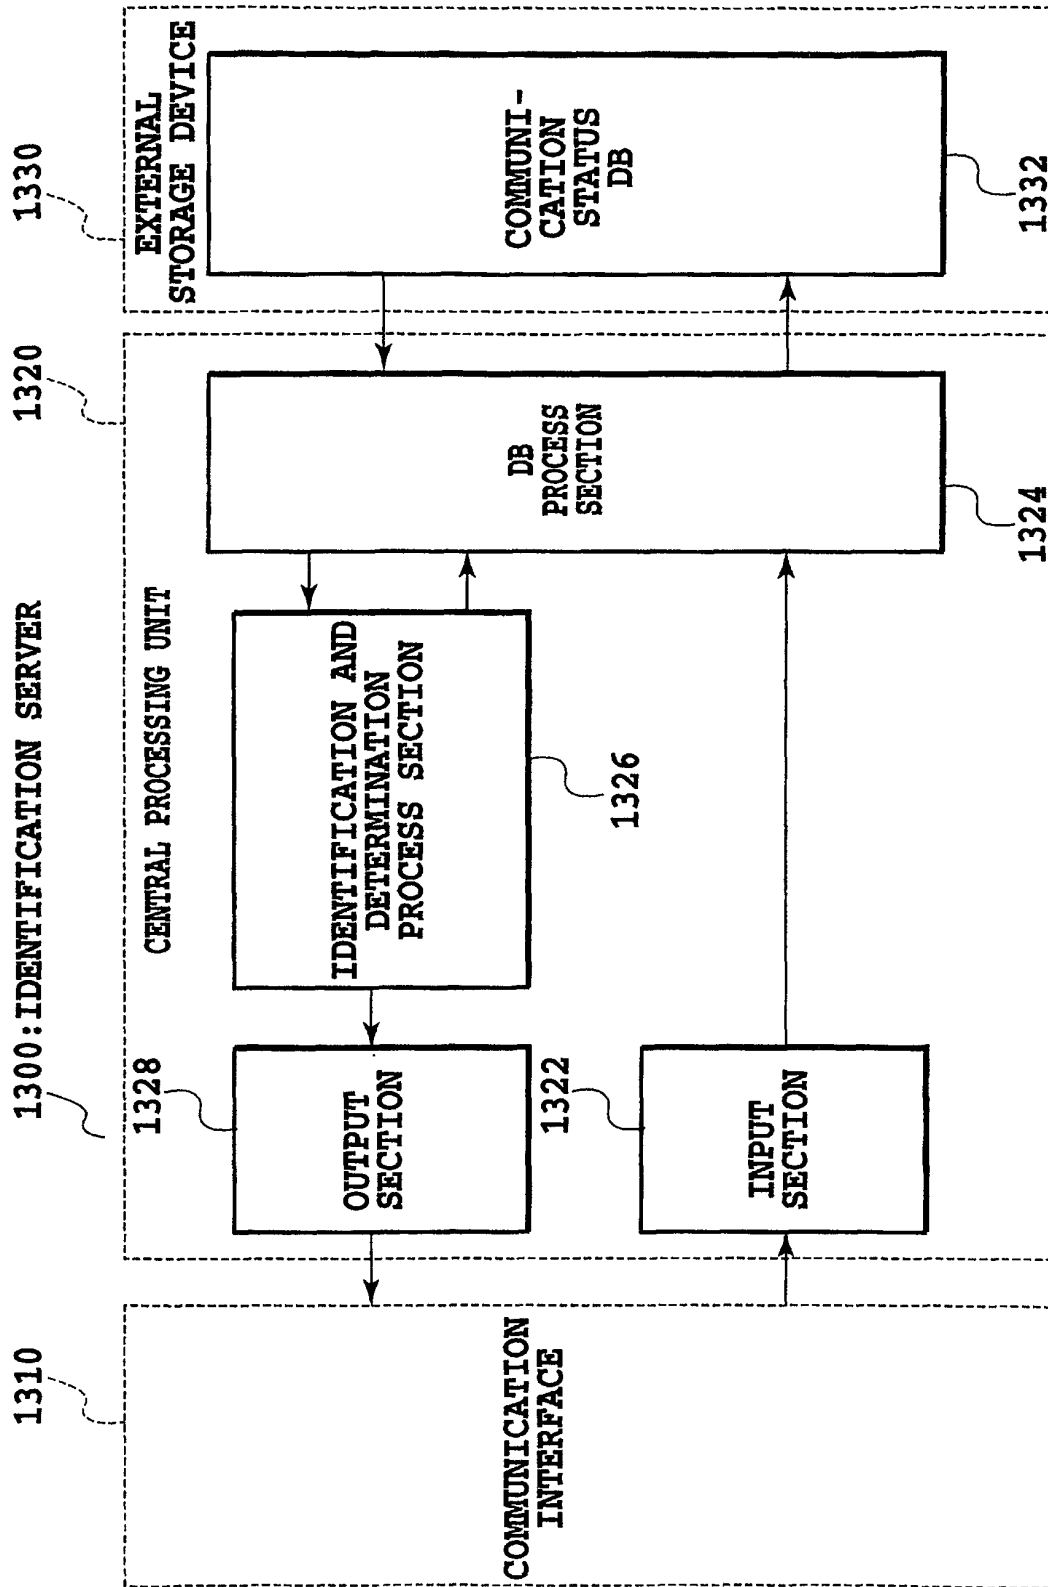 1300:IDENTIFICATION SERVER
1310
1320
1330
COMMUNICATION
INTERFACE
CENTRAL PROCESSING UNIT
1328
OUTPUT
SECTION
IDENTIFICATION AND
DETERMINATION
PROCESS SECTION
1326
1322
INPUT
SECTION
DB
PROCESS
SECTION
1324
EXTERNAL
STORAGE DEVICE
COMMUNI-
CATION
STATUS
DB
1332